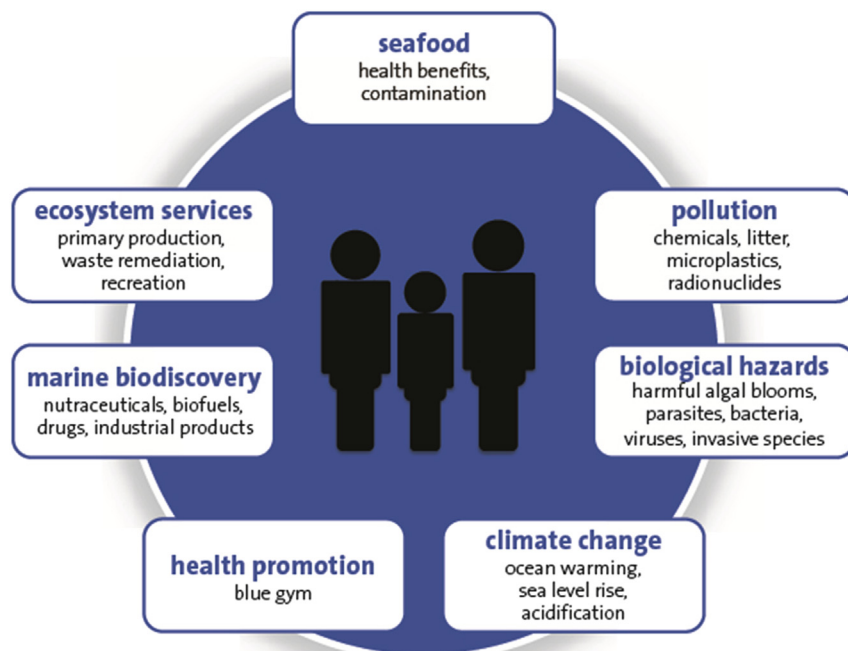 seafood
health benefits,
contamination
ecosystem services
primary production,
waste remediation,
recreation
pollution
chemicals, litter,
microplastics,
radionuclides
marine biodiscovery
nutraceuticals, biofuels,
drugs, industrial products
biological hazards
harmful algal blooms,
parasites, bacteria,
viruses, invasive species
health promotion
blue gym
climate change
ocean warming,
sea level rise,
acidification